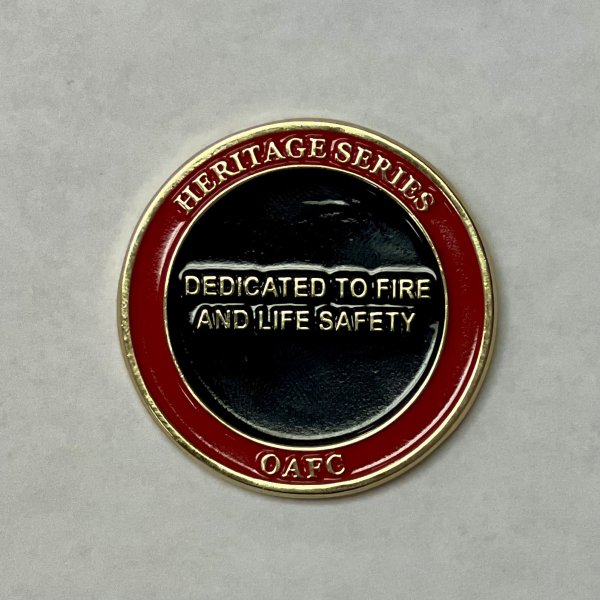 HERITAGE SERIES
DEDICATED TO FIRE
AND LIFE SAFETY
OAFC